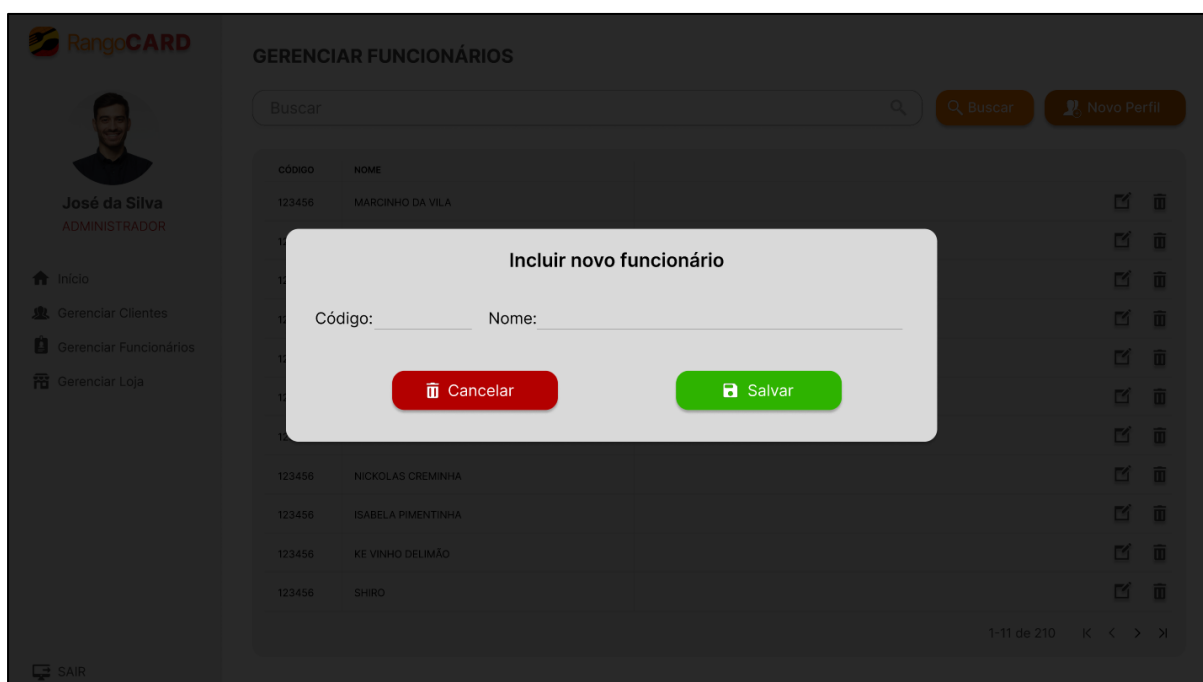 RangoCARD
GERENCIAR FUNCIONÁRIOS
Buscar
Buscar
Novo Perfil
CÓDIGO NOME
123456 MARCINHO DA VILA
José da Silva
ADMINISTRADOR
Início
Gerenciar Clientes
Gerenciar Funcionários
Gerenciar Loja
Incluir novo funcionário
Código: Nome:
Cancelar Salvar
123456 NICKOLAS CREMINHA
123456 ISABELA PIMENTINHA
123456 KE VINHO DELIMÃO
123456 SHIRO
1-11 de 210
SAIR